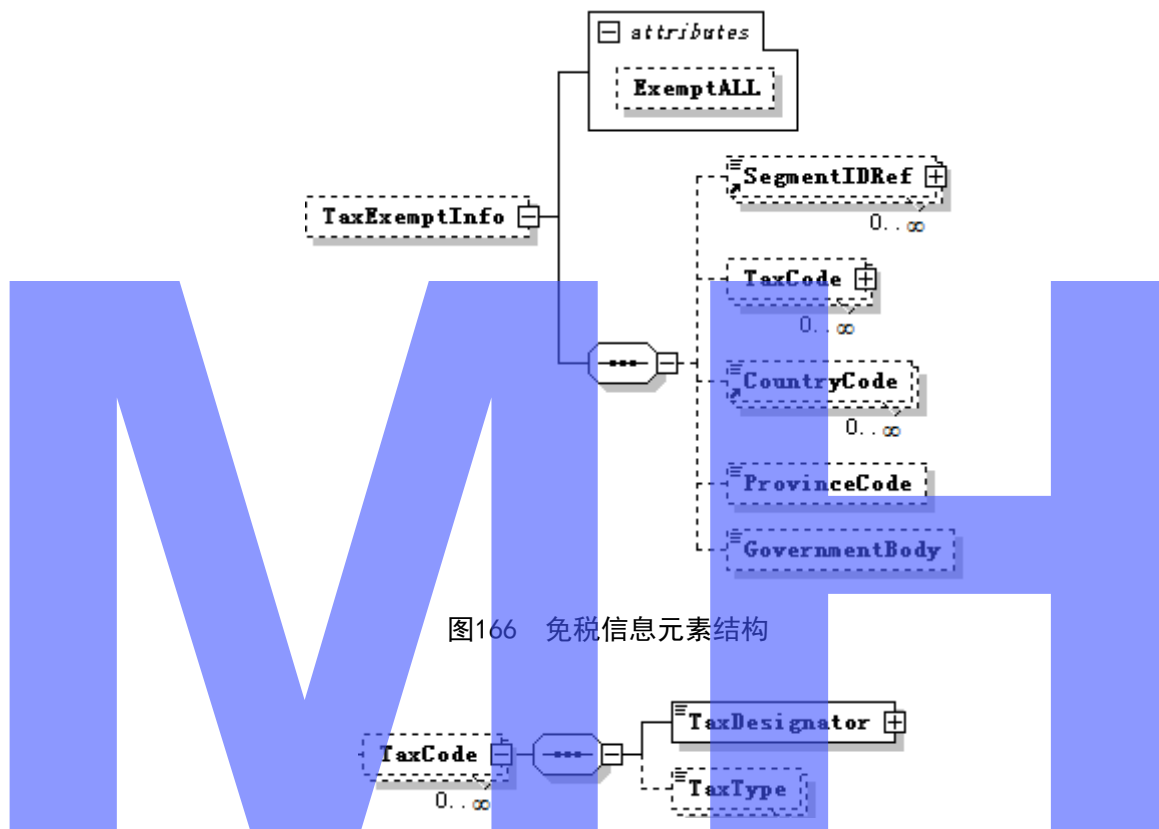 attributes
ExemptALL
SegmentIDRef
0..∞
TaxExemptInfo
TaxCode
0..∞
CountryCode
0..∞
ProvinceCode
GovernmentBody
图166 免税信息元素结构
TaxDesignator
TaxCode
0..∞
TaxType
MH